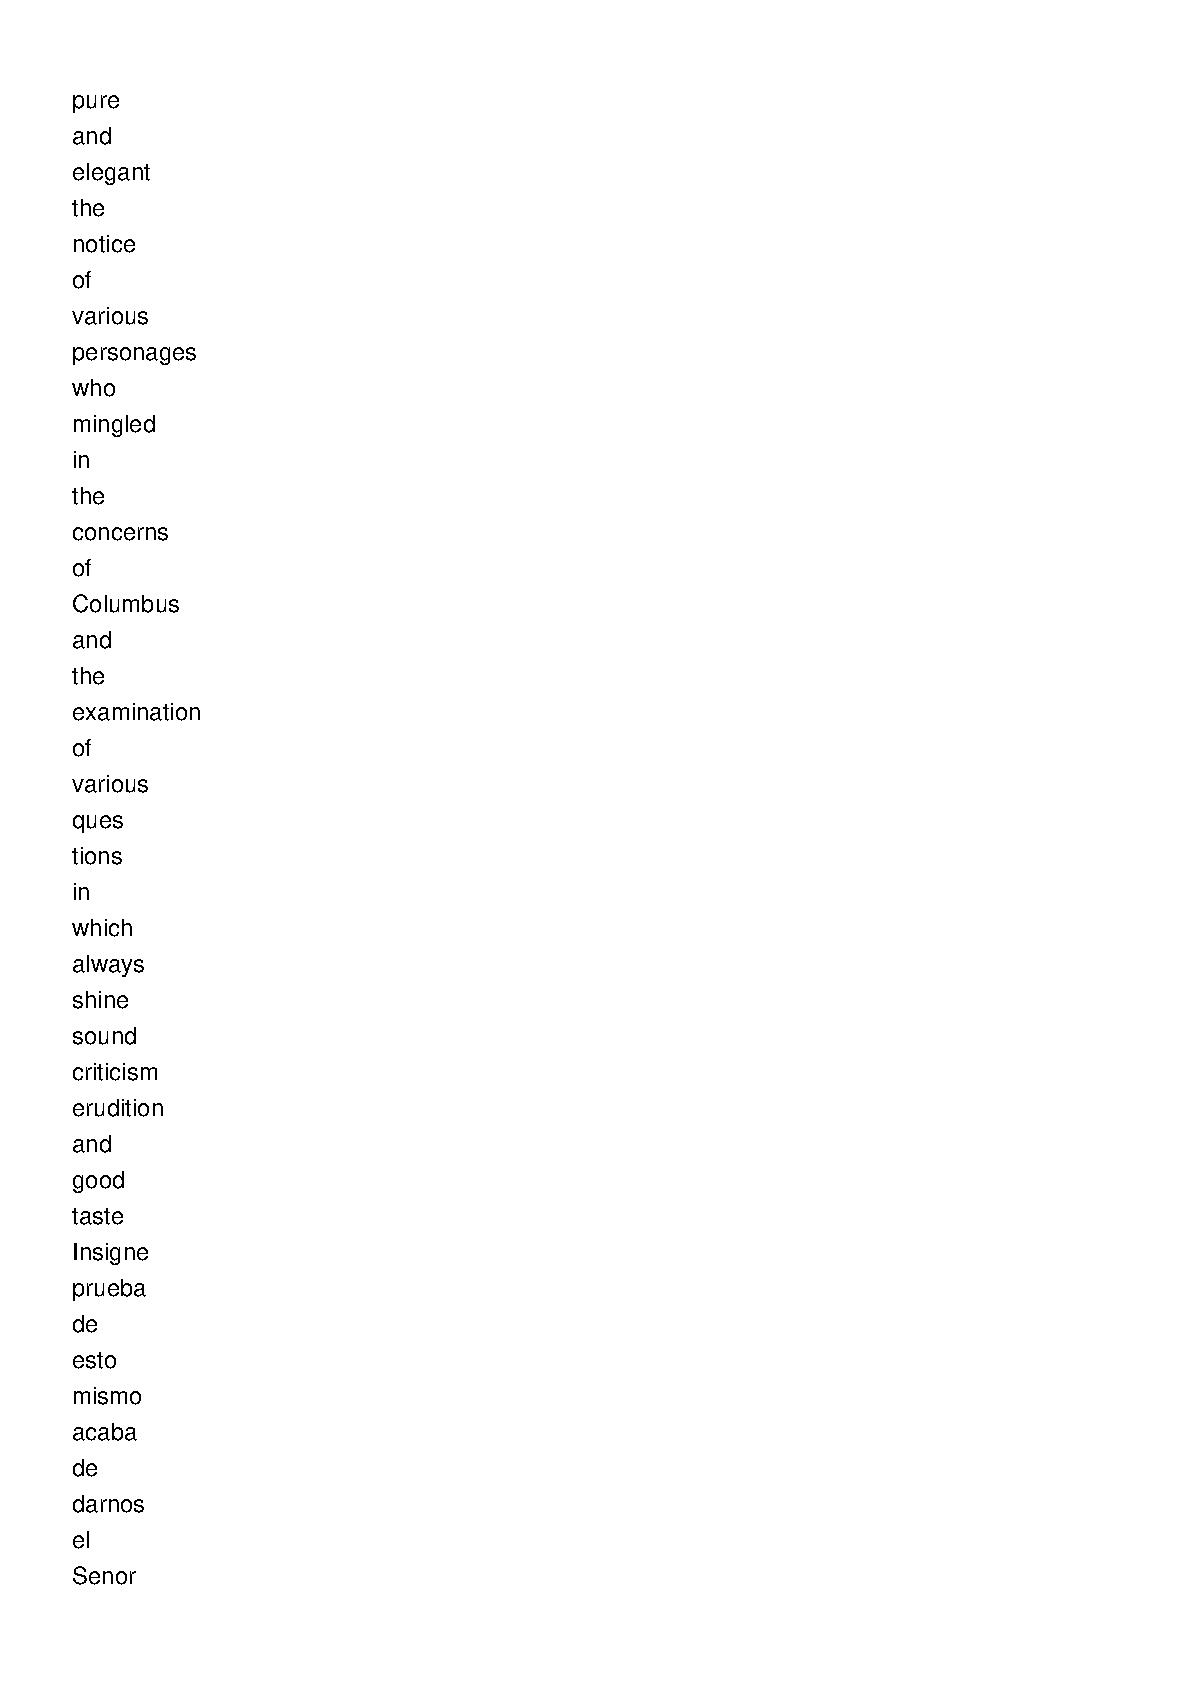 pure
and
elegant
the
notice
of
various
personages
who
mingled
in
the
concerns
of
Columbus
and
the
examination
of
various
ques
tions
in
which
always
shine
sound
criticism
erudition
and
good
taste
Insigne
prueba
de
esto
mismo
acaba
de
darnos
el
Senor